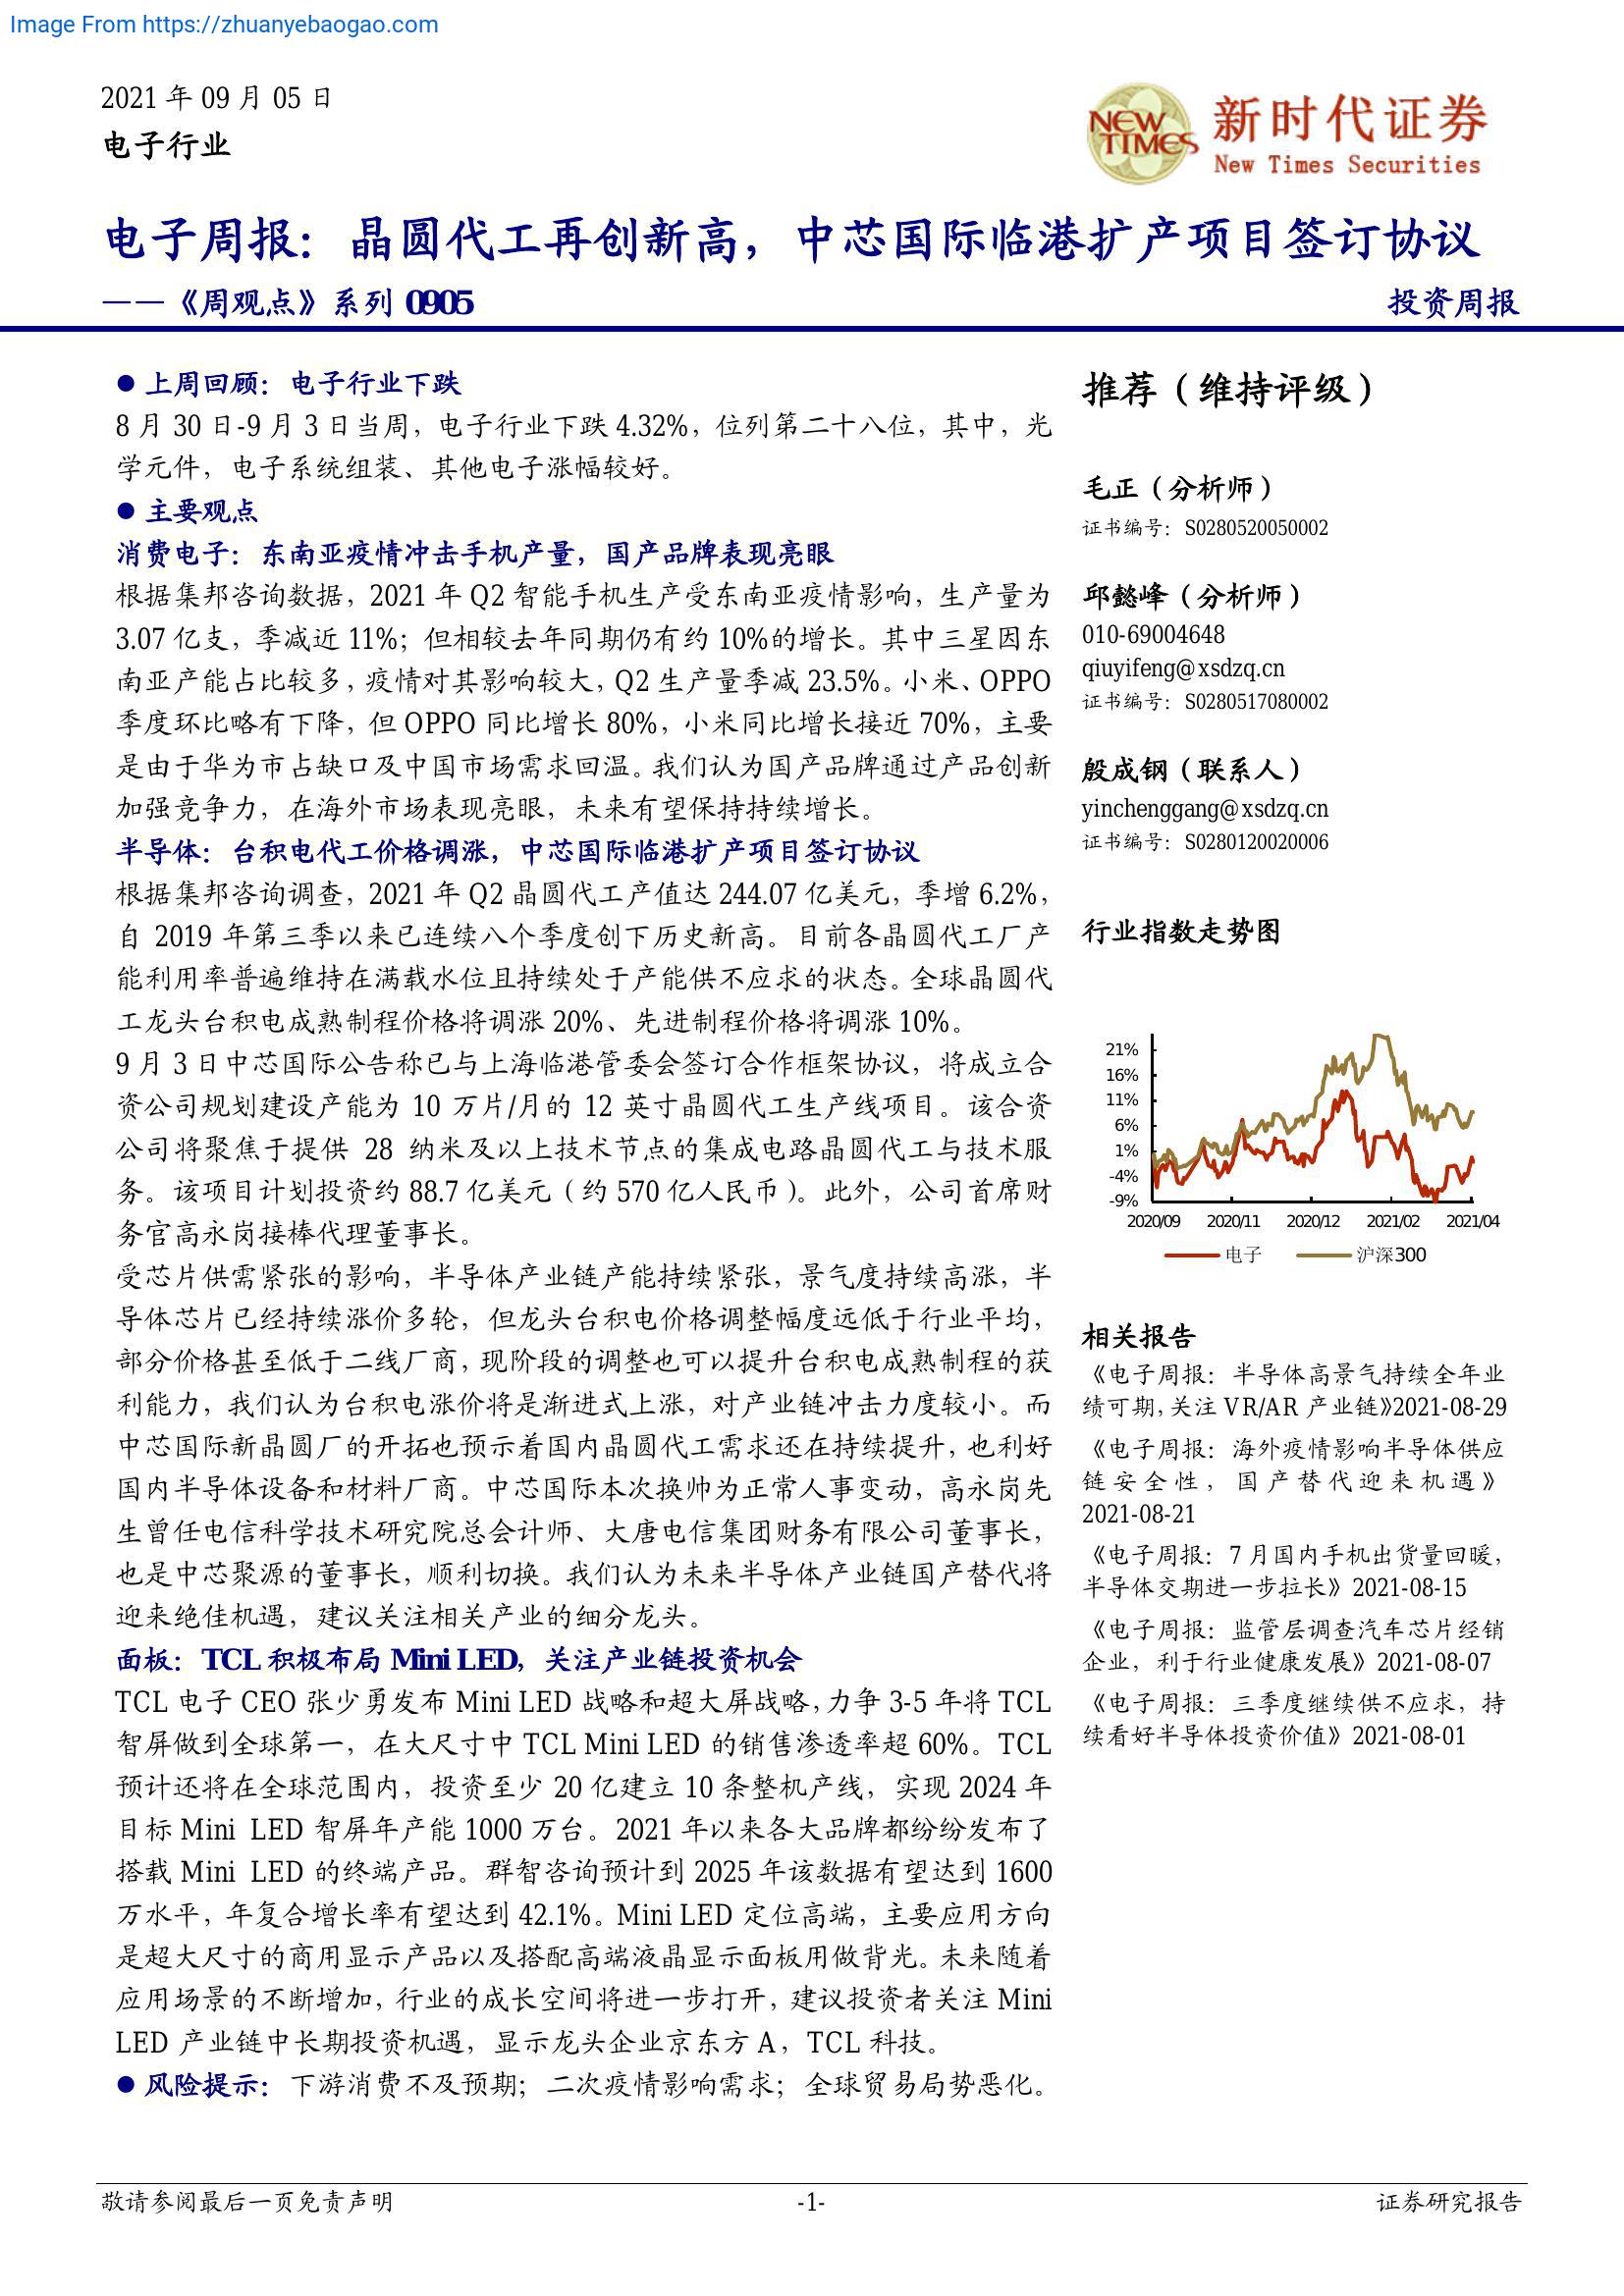 Image From https://zhuanyebaogao.com
2021 年 09 月 05 日
电子行业
NEW TIMES
新时代证券
New Times Securities
电子周报：晶圆代工再创新高，中芯国际临港扩产项目签订协议
——《周观点》系列 0905
投资周报
● 上周回顾：电子行业下跌
8 月 30 日-9 月 3 日当周，电子行业下跌 4.32%，位列第二十八位，其中，光
学元件，电子系统组装、其他电子涨幅较好。
● 主要观点
消费电子：东南亚疫情冲击手机产量，国产品牌表现亮眼
根据集邦咨询数据，2021 年 Q2 智能手机生产受东南亚疫情影响，生产量为
3.07 亿支，季减近 11%；但相较去年同期仍有约 10%的增长。其中三星因东
南亚产能占比较多，疫情对其影响较大，Q2 生产量季减 23.5%。小米、OPPO
季度环比略有下降，但 OPPO 同比增长 80%，小米同比增长接近 70%，主要
是由于华为市占缺口及中国市场需求回温。我们认为国产品牌通过产品创新
加强竞争力，在海外市场表现亮眼，未来有望保持持续增长。
半导体：台积电代工价格调涨，中芯国际临港扩产项目签订协议
根据集邦咨询调查，2021 年 Q2 晶圆代工产值达 244.07 亿美元，季增 6.2%，
自 2019 年第三季以来已连续八个季度创下历史新高。目前各晶圆代工厂产
能利用率普遍维持在满载水位且持续处于产能供不应求的状态。全球晶圆代
工龙头台积电成熟制程价格将调涨 20%、先进制程价格将调涨 10%。
9 月 3 日中芯国际公告称已与上海临港管委会签订合作框架协议，将成立合
资公司规划建设产能为 10 万片/月的 12 英寸晶圆代工生产线项目。该合资
公司将聚焦于提供 28 纳米及以上技术节点的集成电路晶圆代工与技术服
务。该项目计划投资约 88.7 亿美元（约 570 亿人民币）。此外，公司首席财
务官高永岗接棒代理董事长。
受芯片供需紧张的影响，半导体产业链产能持续紧张，景气度持续高涨，半
导体芯片已经持续涨价多轮，但龙头台积电价格调整幅度远低于行业平均，
部分价格甚至低于二线厂商，现阶段的调整也可以提升台积电成熟制程的获
利能力，我们认为台积电涨价将是渐进式上涨，对产业链冲击力度较小。而
中芯国际新晶圆厂的开拓也预示着国内晶圆代工需求还在持续提升，也利好
国内半导体设备和材料厂商。中芯国际本次换帅为正常人事变动，高永岗先
生曾任电信科学技术研究院总会计师、大唐电信集团财务有限公司董事长，
也是中芯聚源的董事长，顺利切换。我们认为未来半导体产业链国产替代将
迎来绝佳机遇，建议关注相关产业的细分龙头。
面板：TCL 积极布局 Mini LED，关注产业链投资机会
TCL 电子 CEO 张少勇发布 Mini LED 战略和超大屏战略，力争 3-5 年将 TCL
智屏做到全球第一，在大尺寸中 TCL Mini LED 的销售渗透率超 60%。TCL
预计还将在全球范围内，投资至少 20 亿建立 10 条整机产线，实现 2024 年
目标 Mini LED 智屏年产能 1000 万台。2021 年以来各大品牌都纷纷发布了
搭载 Mini LED 的终端产品。群智咨询预计到 2025 年该数据有望达到 1600
万水平，年复合增长率有望达到 42.1%。Mini LED 定位高端，主要应用方向
是超大尺寸的商用显示产品以及搭配高端液晶显示面板用做背光。未来随着
应用场景的不断增加，行业的成长空间将进一步打开，建议投资者关注 Mini
LED 产业链中长期投资机遇，显示龙头企业京东方 A，TCL 科技。
● 风险提示：下游消费不及预期；二次疫情影响需求；全球贸易局势恶化。
推荐（维持评级）
毛正（分析师）
证书编号：S0280520050002
邱懿峰（分析师）
010-69004648
qiuyifeng@xsdzq.cn
证书编号：S0280517080002
殷成钢（联系人）
yinchenggang@xsdzq.cn
证书编号：S0280120020006
行业指数走势图
21%
16%
11%
6%
1%
-4%
-9%
2020/09 2020/11 2020/12 2021/02 2021/04
电子 沪深300
相关报告
《电子周报：半导体高景气持续全年业
绩可期，关注 VR/AR 产业链》2021-08-29
《电子周报：海外疫情影响半导体供应
链安全性，国产替代迎来机遇》
2021-08-21
《电子周报：7 月国内手机出货量回暖，
半导体交期进一步拉长》2021-08-15
《电子周报：监管层调查汽车芯片经销
企业，利于行业健康发展》2021-08-07
《电子周报：三季度继续供不应求，持
续看好半导体投资价值》2021-08-01
敬请参阅最后一页免责声明
-1-
证券研究报告